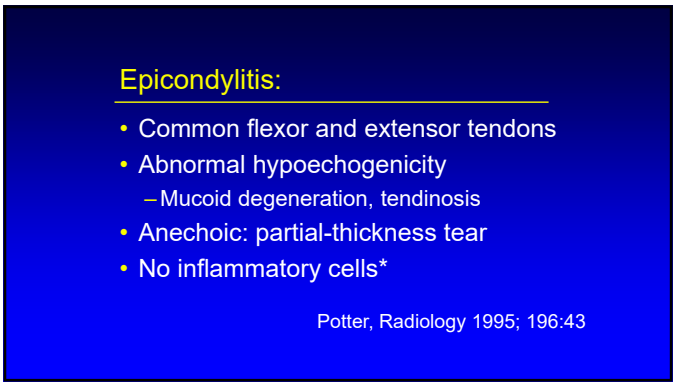 Epicondylitis:
• Common flexor and extensor tendons
• Abnormal hypoechogenicity
– Mucoid degeneration, tendinosis
• Anechoic: partial-thickness tear
• No inflammatory cells*
Potter, Radiology 1995; 196:43